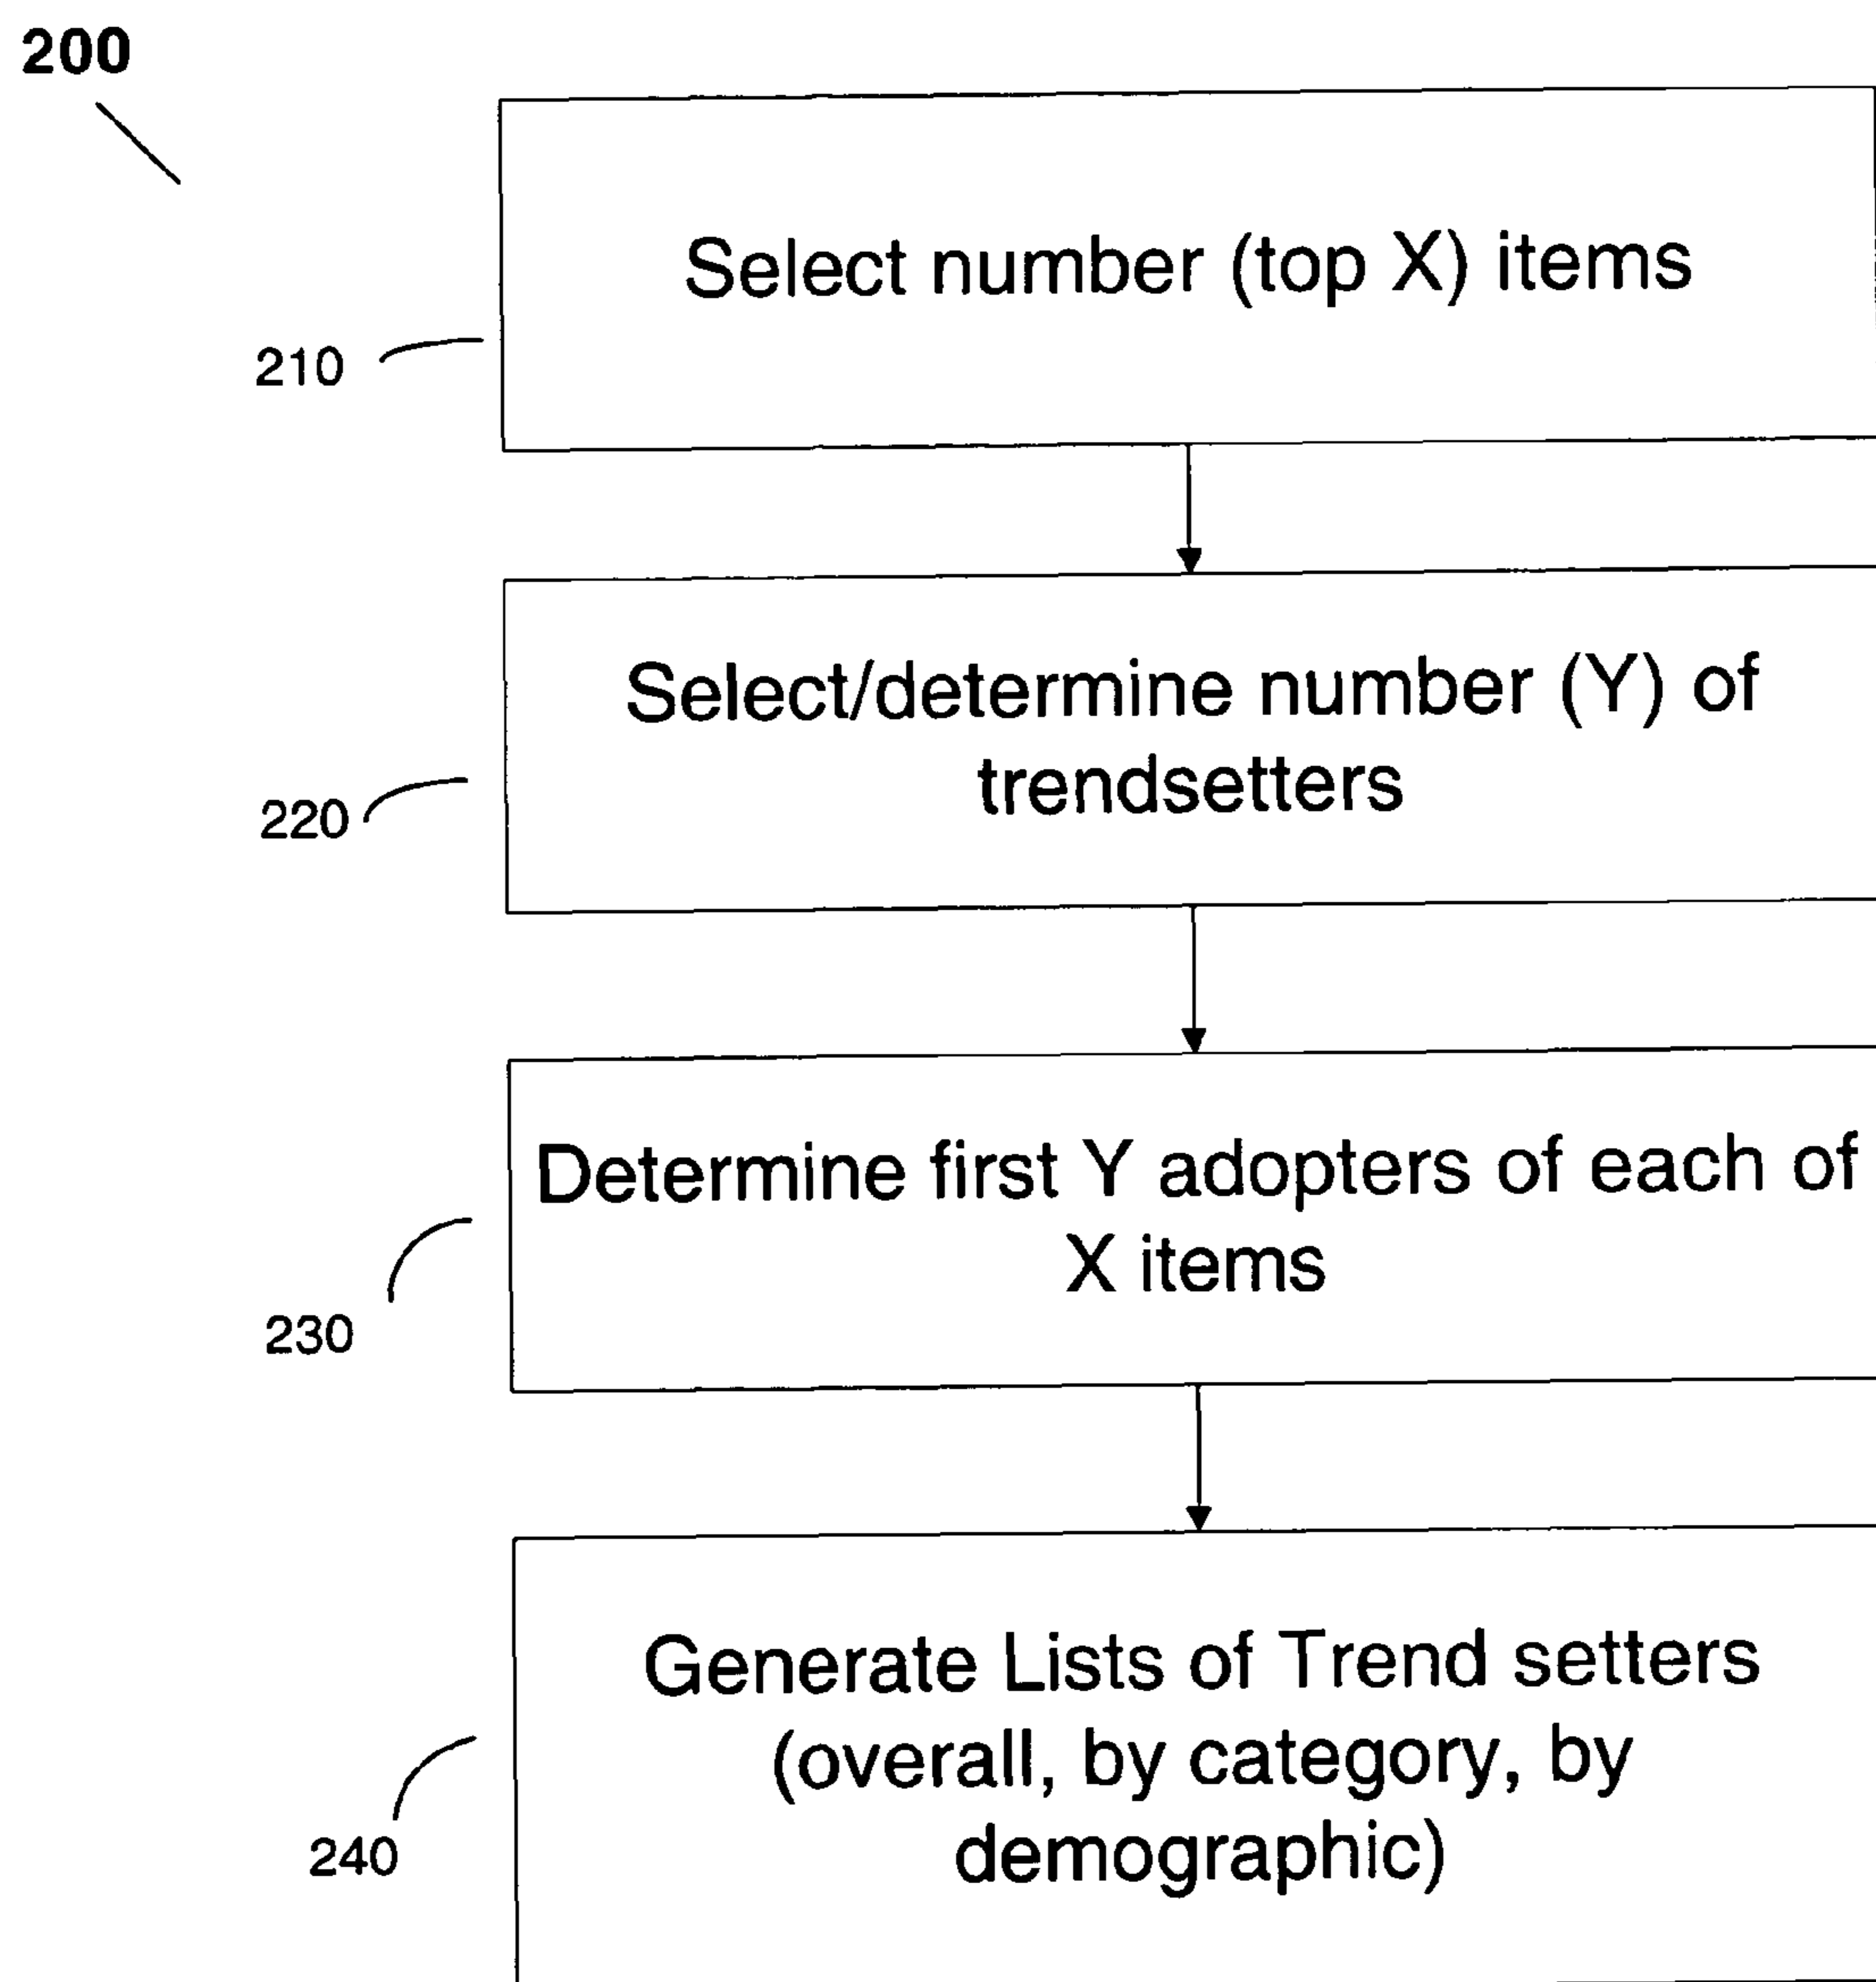 200
Select number (top X) items
210
Select/determine number (Y) of
trendsetters
220
Determine first Y adopters of each of
X items
230
Generate Lists of Trend setters
(overall, by category, by
demographic)
240